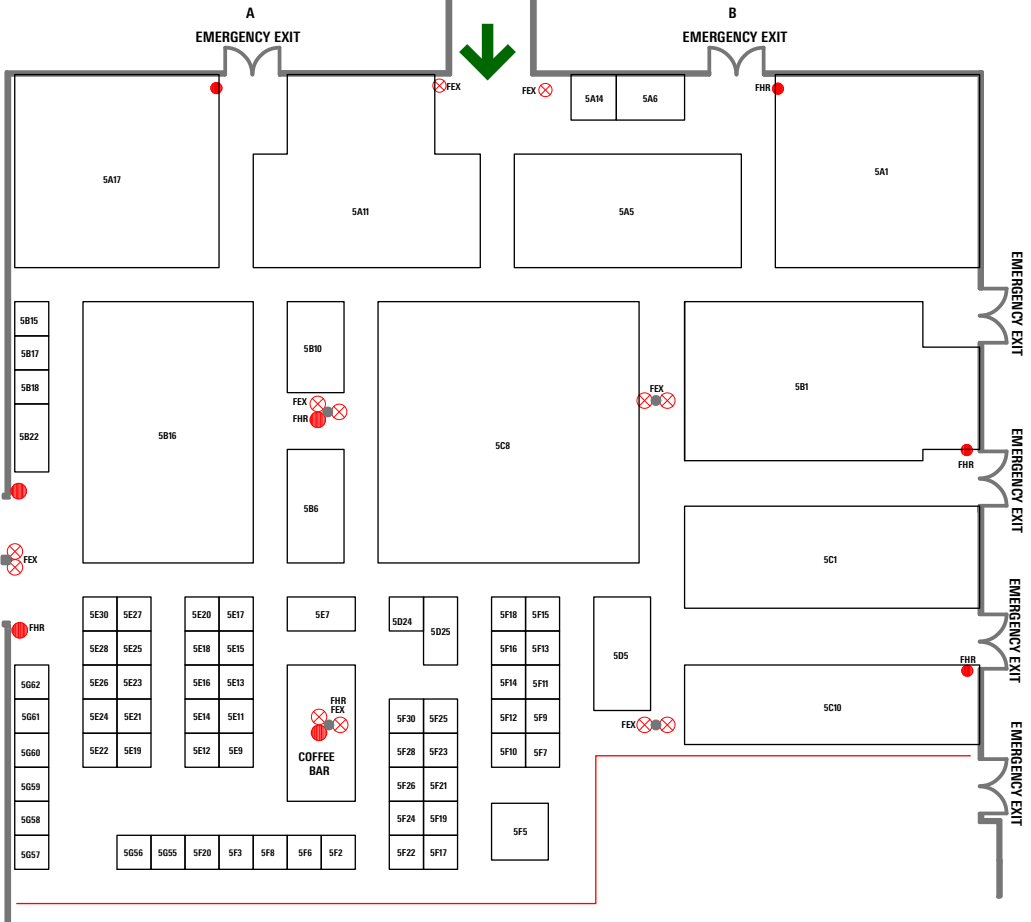 A
B
EMERGENCY EXIT
EMERGENCY EXIT
FEX
FEX
5A14
5A6
FHR
5A17
5A11
5A5
5A1
EMERGENCY EXIT
5B15
5B17
5B18
5B22
5B16
5B10
FEX
FHR
5B6
5C8
FEX
5B1
FHR
EMERGENCY EXIT
FEX
5C1
FHR
5E30
5E27
5E20
5E17
5E7
5D24
5D25
5F18
5F15
5D5
EMERGENCY EXIT
5E28
5E25
5E18
5E15
5F16
5F13
5G62
5E26
5E23
5E16
5E13
5F14
5F11
FHR
5G61
5E24
5E21
5E14
5E11
FHR
FEX
5F30
5F25
5F12
5F9
FEX
5C10
5G60
5E22
5E19
5E12
5E9
COFFEE
BAR
5F28
5F23
5F10
5F7
EMERGENCY EXIT
5G59
5F26
5F21
5G58
5F24
5F19
5F5
5G57
5G56
5G55
5F20
5F3
5F8
5F6
5F2
5F22
5F17